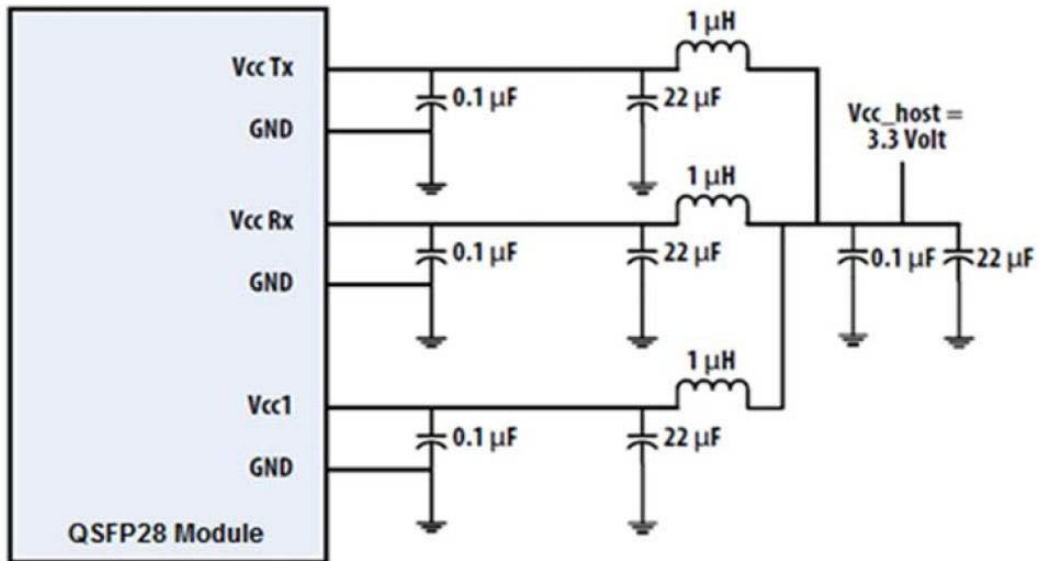 1 µH
Vcc Tx
0.1 µF
22 µF
Vcc_host =
3.3 Volt
GND
1 µH
Vcc Rx
0.1 µF
22 µF
0.1 µF
22 µF
GND
1 µH
Vcc1
0.1 µF
22 µF
GND
QSFP28 Module